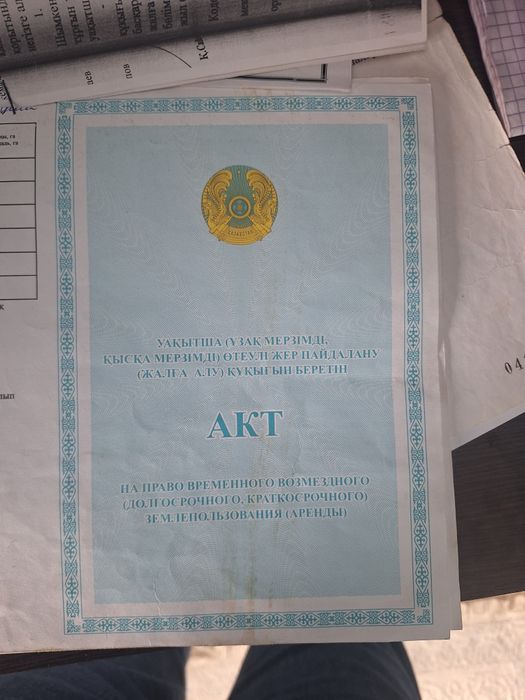 УАҚЫТША (ҰЗАҚ МЕРЗІМДІ,
ҚЫСҚА МЕРЗІМДІ) ӨТЕУЛІ ЖЕР ПАЙДАЛАНУ
(ЖАЛҒА АЛУ) ҚҰҚЫҒЫН БЕРЕТІН
АКТ
НА ПРАВО ВРЕМЕННОГО ВОЗМЕЗДНОГО
(ДОЛГОСРОЧНОГО, КРАТКОСРОЧНОГО)
ЗЕМЛЕПОЛЬЗОВАНИЯ (АРЕНДЫ)
04